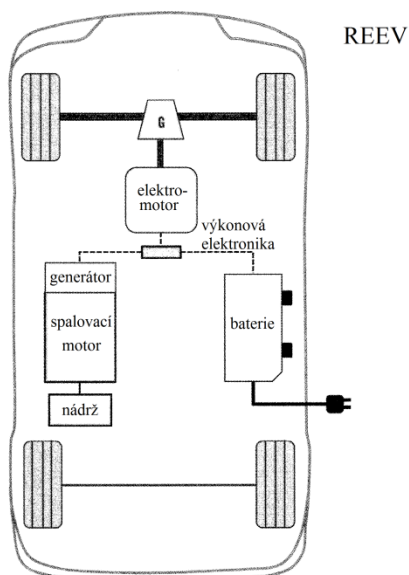 REEV
G
elektro-
motor
výkonová
elektronika
generátor
spalovací
motor
baterie
nádrž